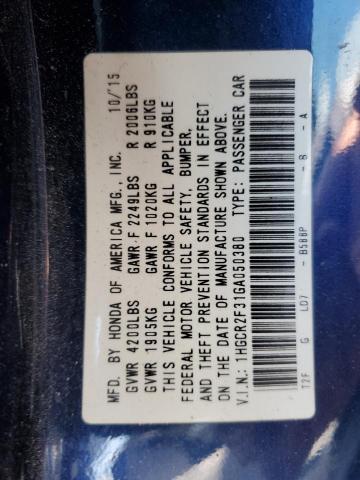 MFD. BY HONDA OF AMERICA MFG., INC. 10/15
GVWR 4200LBS GAWR F 2249LBS R 2006LBS
GVWR 1905KG GAWR F 1020KG R 910KG
THIS VEHICLE CONFORMS TO ALL APPLICABLE
FEDERAL MOTOR VEHICLE SAFETY, BUMPER,
AND THEFT PREVENTION STANDARDS IN EFFECT
ON THE DATE OF MANUFACTURE SHOWN ABOVE.
V.I.N.: 1HGCR2F31GA050380 TYPE: PASSENGER CAR
T2F G LD7 - B588P - B - A